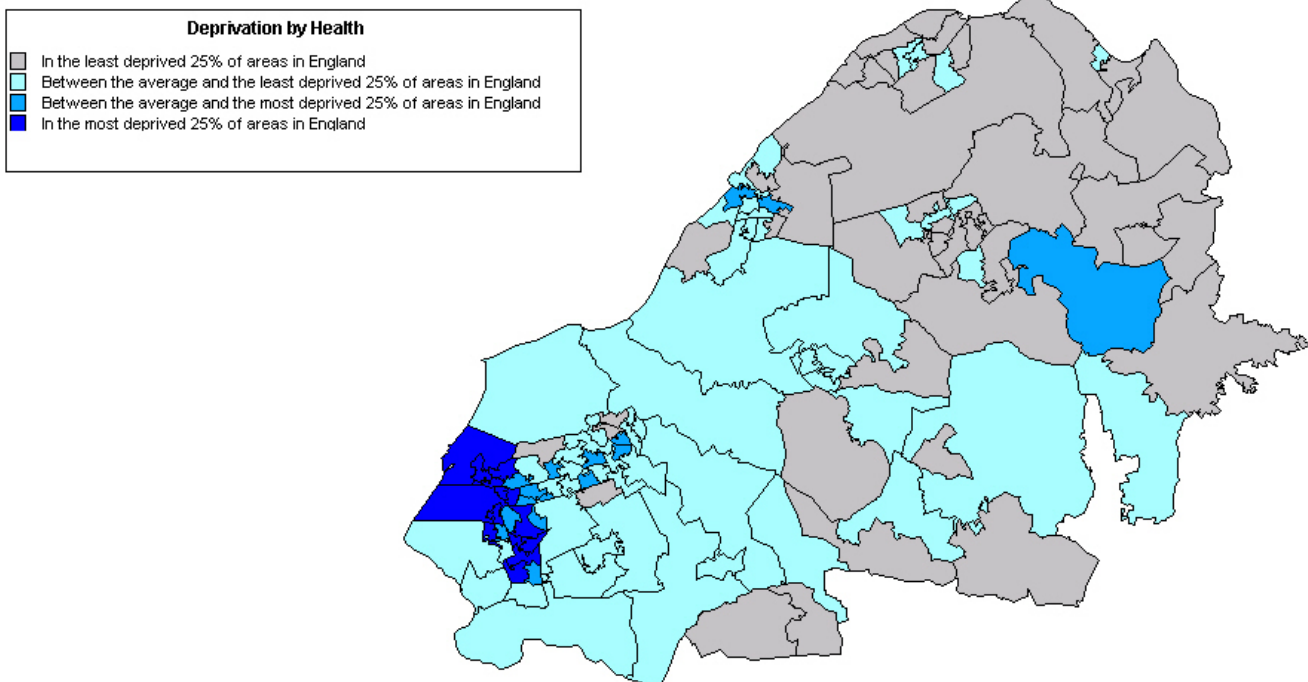 Deprivation by Health
In the least deprived 25% of areas in England
Between the average and the least deprived 25% of areas in England
Between the average and the most deprived 25% of areas in England
In the most deprived 25% of areas in England